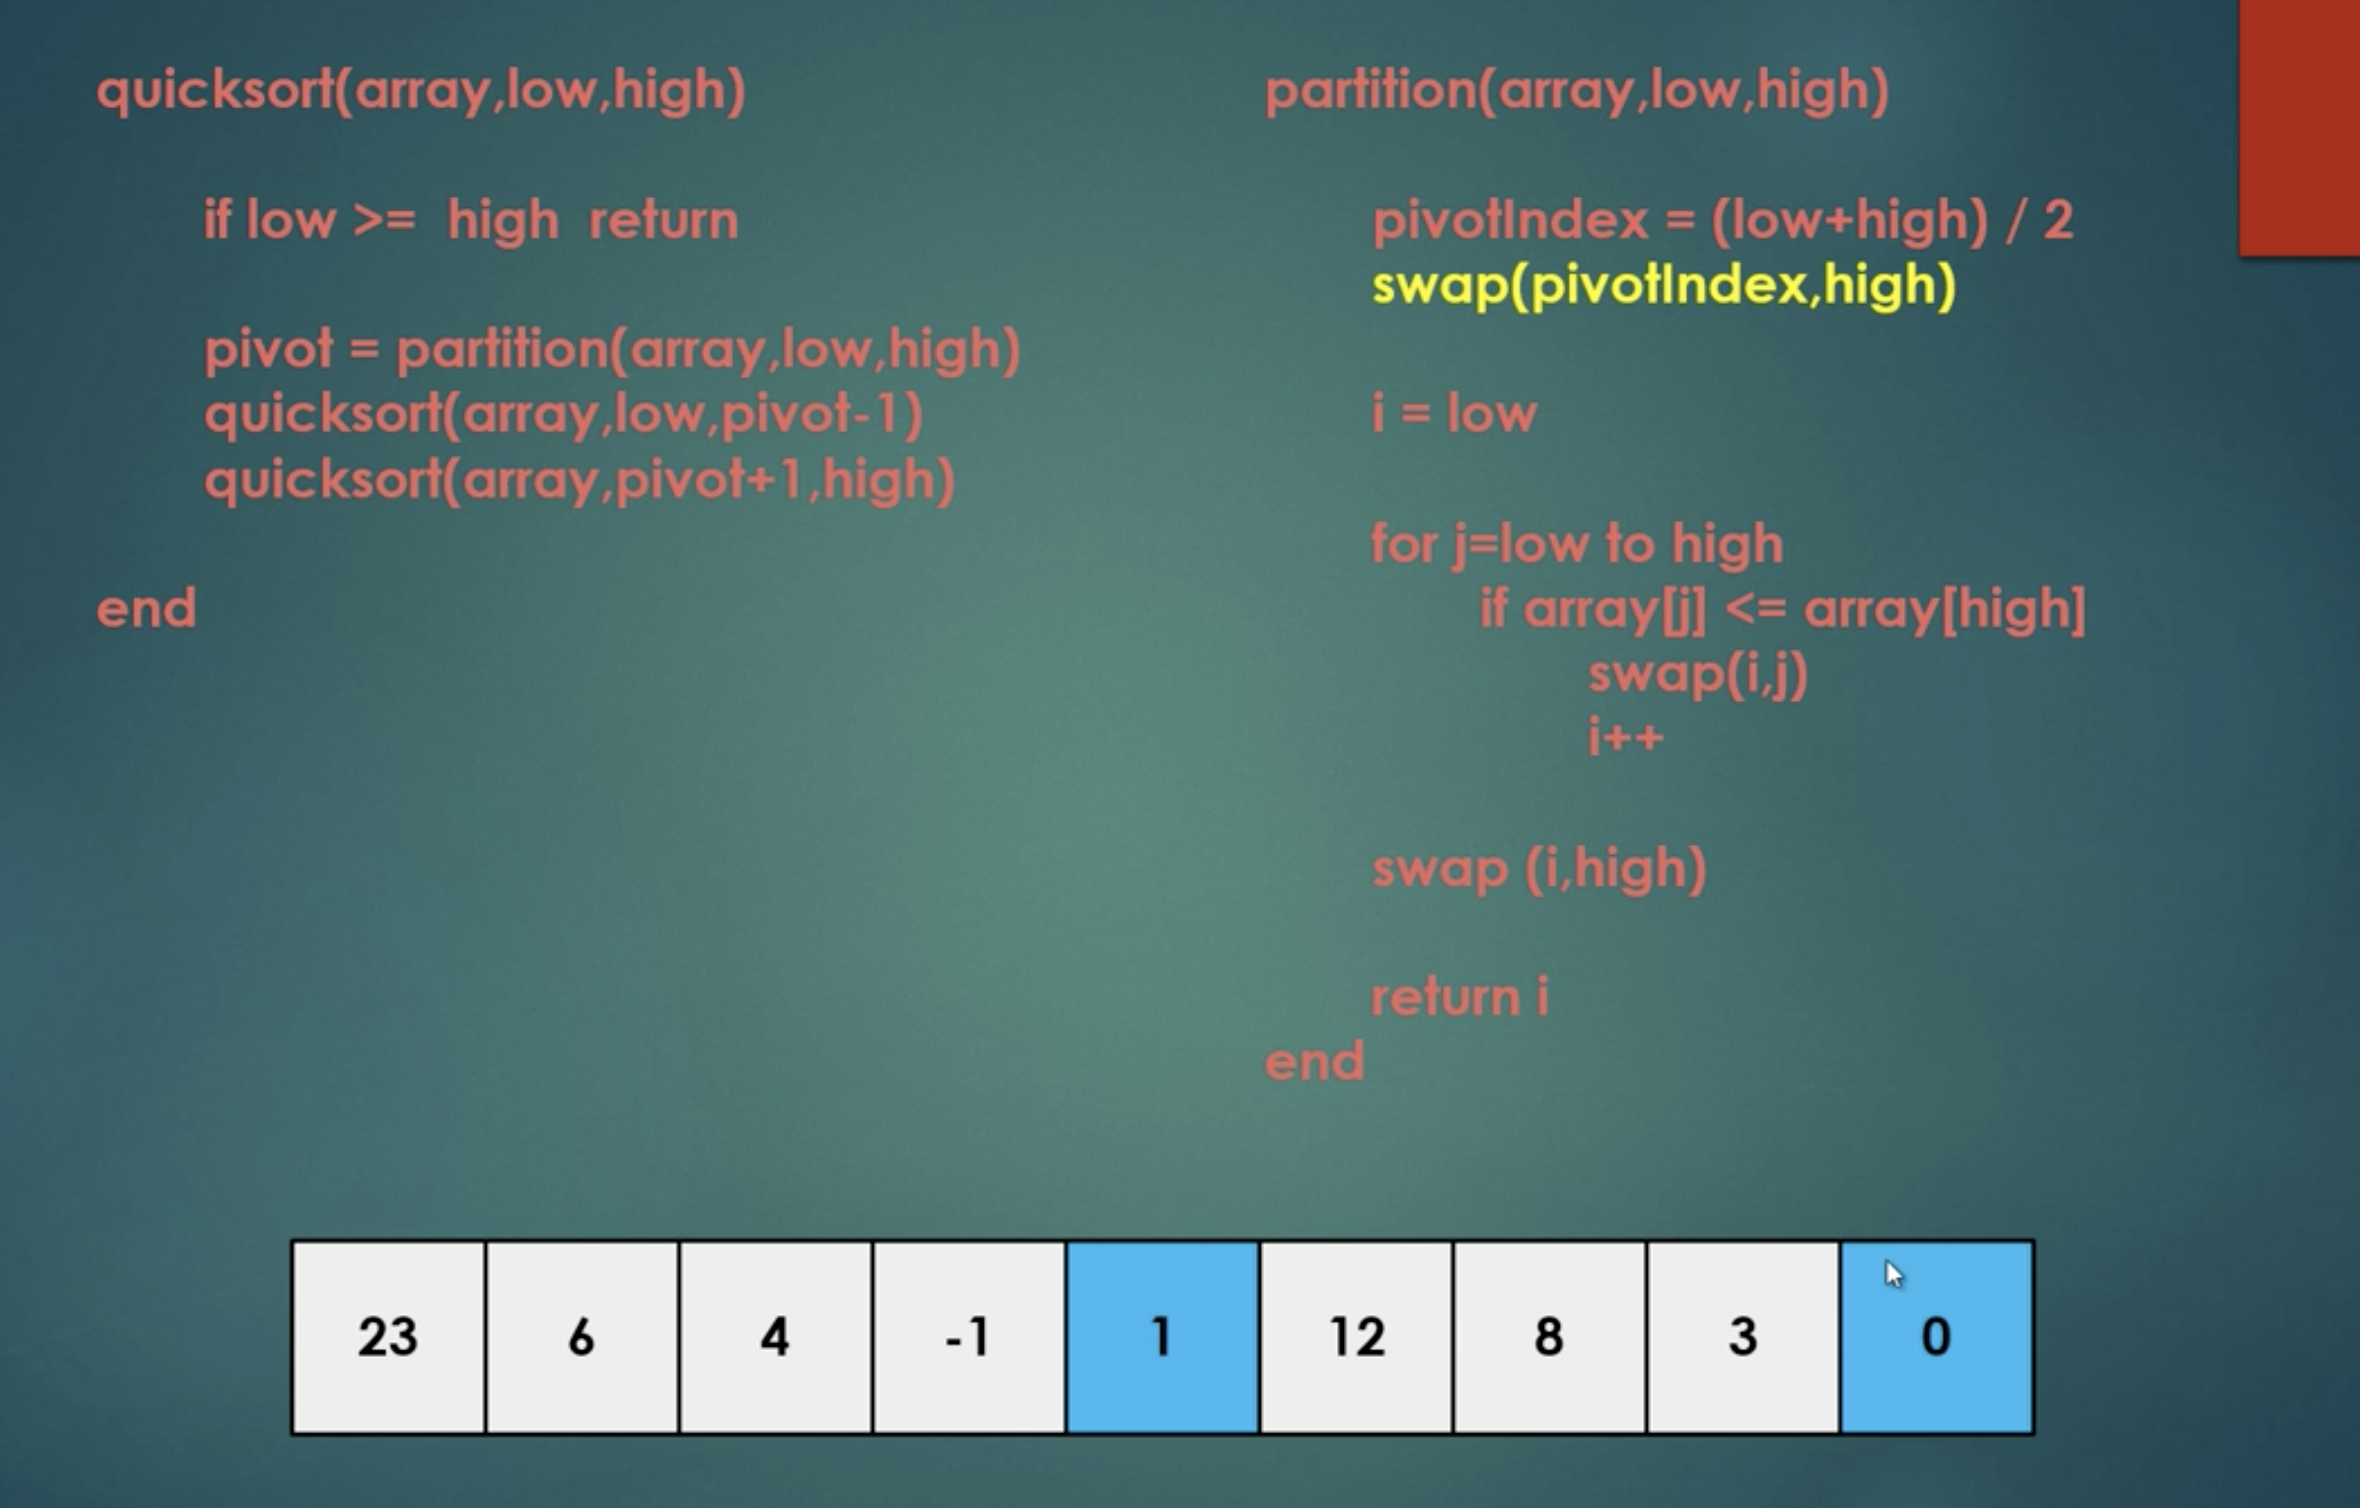 quicksort(array,low,high)
if low >= high return
pivot = partition(array,low,high)
quicksort(array,low,pivot-1)
quicksort(array,pivot+1,high)
end
partition(array,low,high)
pivotIndex = (low+high) / 2
swap(pivotIndex,high)
i = low
for j=low to high
if array[j] <= array[high]
swap(i,j)
i++
swap (i,high)
return i
end
23 6 4 -1 1 12 8 3 0